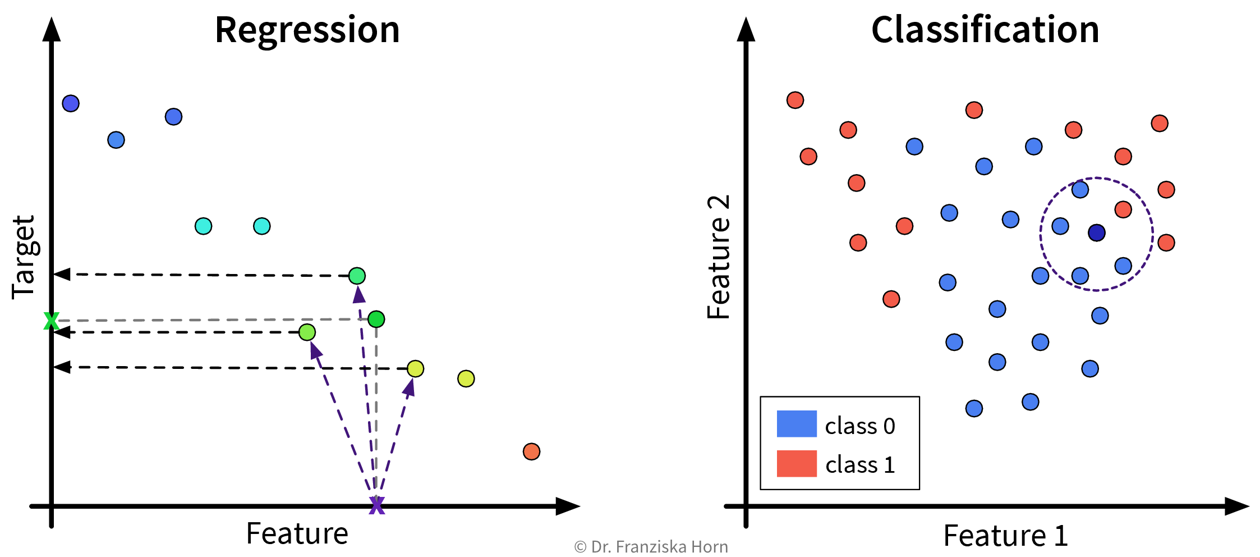 Regression
Target
Feature
Classification
Feature 2
class 0
class 1
Feature 1
© Dr. Franziska Horn